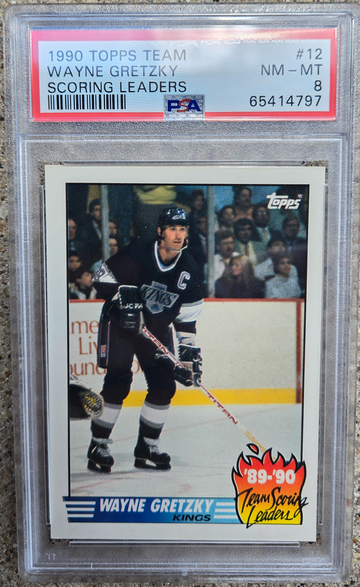 1990 TOPPS TEAM #12
WAYNE GRETZKY NM - MT
SCORING LEADERS 8
PSA 65414797
Topps
C
KINGS
TITAN
'89-'90
Team Scoring
Leaders
WAYNE GRETZKY
KINGS